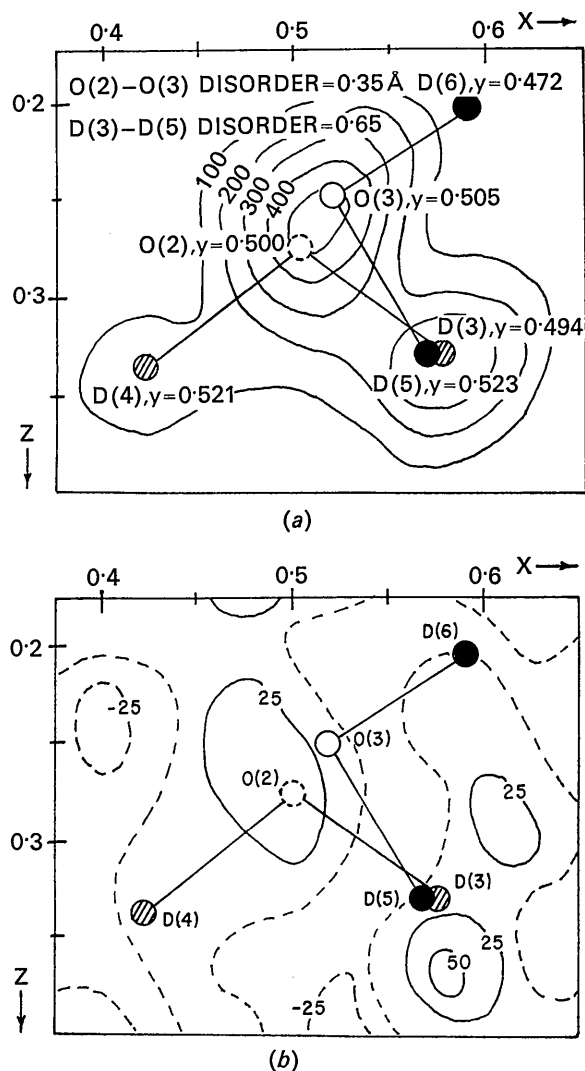 X →
0·4 0·5 0·6
0·2
O(2)–O(3) DISORDER=0·35Å D(6),y=0·472
D(3)–D(5) DISORDER=0·65
100
200
300
400
O(3),y=0·505
O(2),y=0·500
0·3
D(3),y=0·494
D(4),y=0·521
D(5),y=0·523
Z
↓
(a)
0·4 0·5 X → 0·6
0·2
D(6)
-25
25
O(3)
O(2)
25
0·3
D(4)
D(5)
D(3)
25
50
-25
Z
↓
(b)